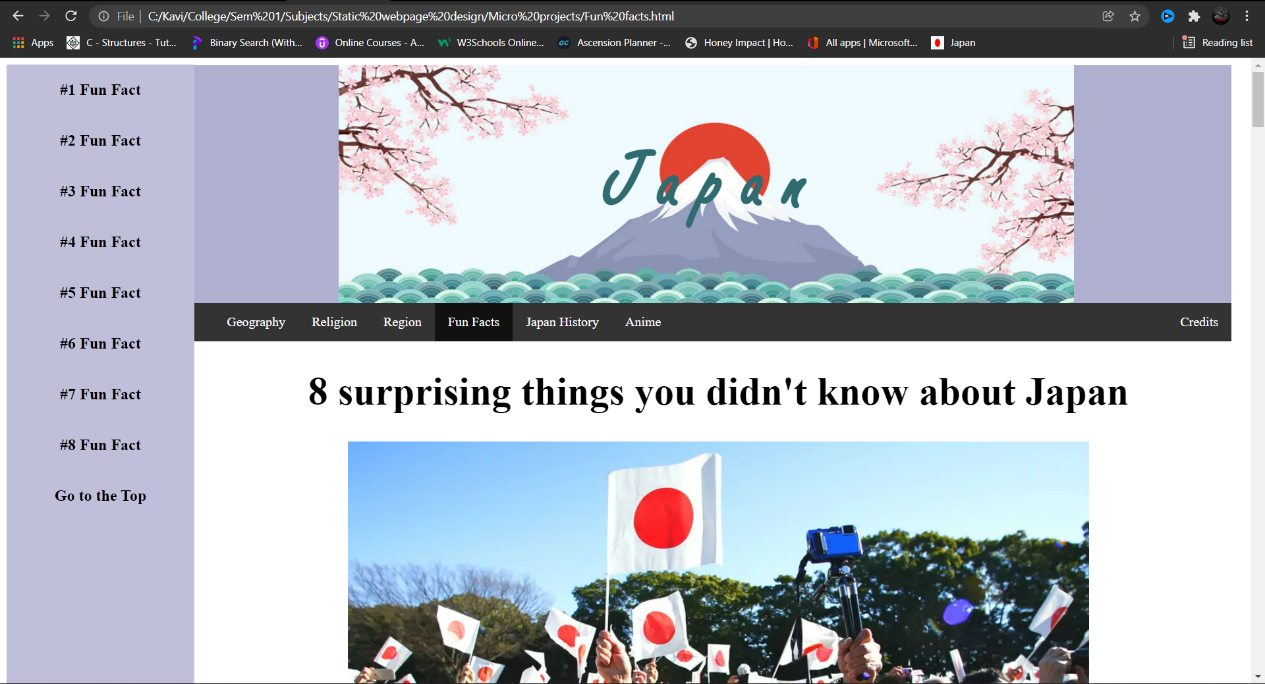 File | C:/Kavi/College/Sem%201/Subjects/Static%20webpage%20design/Micro%20projects/Fun%20facts.html
Apps C - Structures - Tut... Binary Search (With... Online Courses - A... W3Schools Online... Ascension Planner -... Honey Impact | Ho... All apps | Microsoft... Japan Reading list
#1 Fun Fact
#2 Fun Fact
#3 Fun Fact
#4 Fun Fact
#5 Fun Fact
#6 Fun Fact
#7 Fun Fact
#8 Fun Fact
Go to the Top
Japan
Geography Religion Region Fun Facts Japan History Anime Credits
8 surprising things you didn't know about Japan